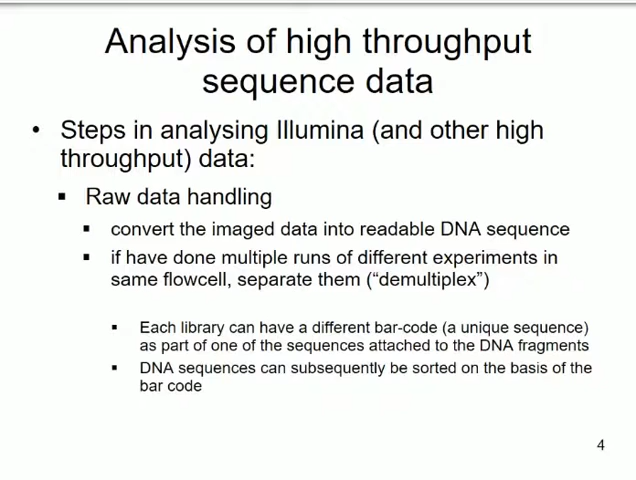 Analysis of high throughput
sequence data
• Steps in analysing Illumina (and other high
throughput) data:
▪ Raw data handling
▪ convert the imaged data into readable DNA sequence
▪ if have done multiple runs of different experiments in
same flowcell, separate them (“demultiplex”)
▪ Each library can have a different bar-code (a unique sequence)
as part of one of the sequences attached to the DNA fragments
▪ DNA sequences can subsequently be sorted on the basis of the
bar code
4